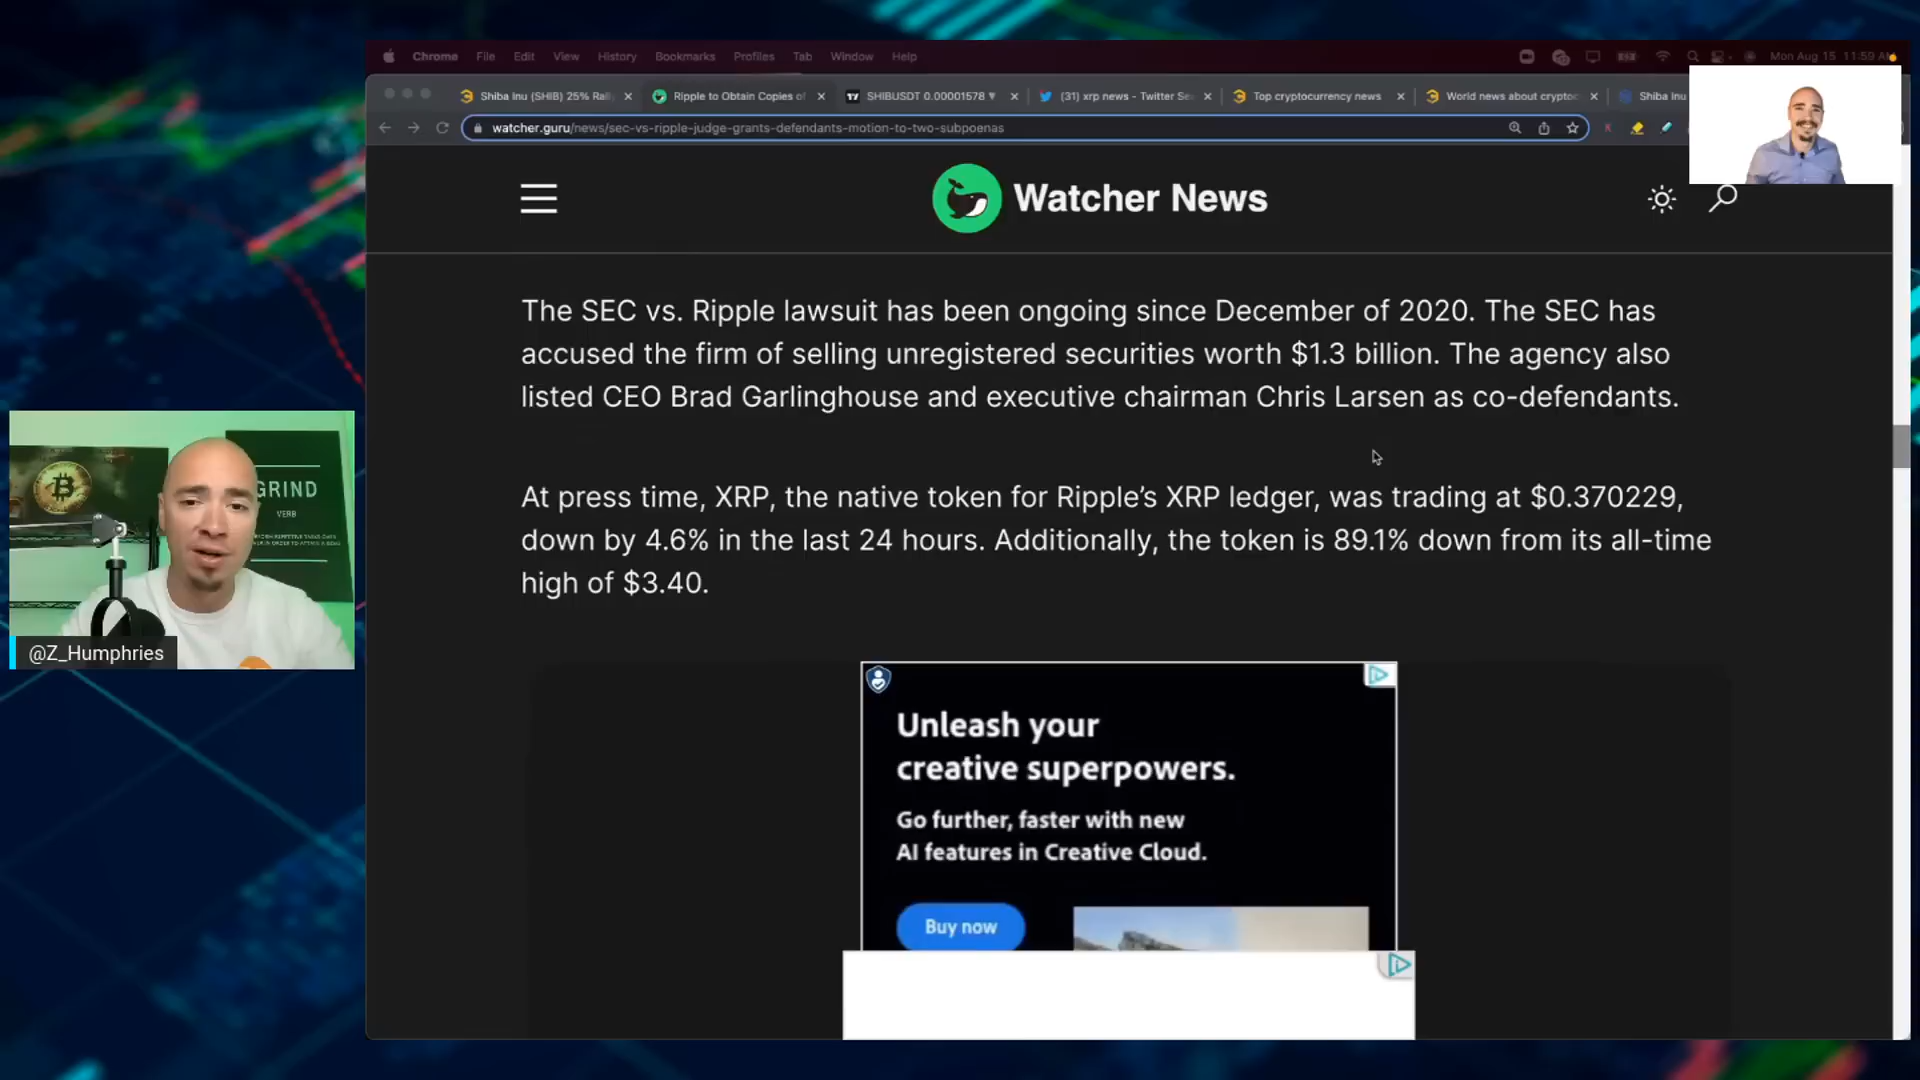 Chrome File Edit View History Bookmarks Profiles Tab Window Help
Mon Aug 15 11:59 AM
Shiba Inu (SHIB) 25% Ral
Ripple to Obtain Copies of
SHIBUSDT 0.00001578
(31) xrp news - Twitter Se
Top cryptocurrency news
World news about crypto
Shiba Inu
watcher.guru/news/sec-vs-ripple-judge-grants-defendants-motion-to-two-subpoenas
Watcher News
The SEC vs. Ripple lawsuit has been ongoing since December of 2020. The SEC has
accused the firm of selling unregistered securities worth $1.3 billion. The agency also
listed CEO Brad Garlinghouse and executive chairman Chris Larsen as co-defendants.
At press time, XRP, the native token for Ripple’s XRP ledger, was trading at $0.370229,
down by 4.6% in the last 24 hours. Additionally, the token is 89.1% down from its all-time
high of $3.40.
GRIND
VERB
@Z_Humphries
Unleash your
creative superpowers.
Go further, faster with new
AI features in Creative Cloud.
Buy now